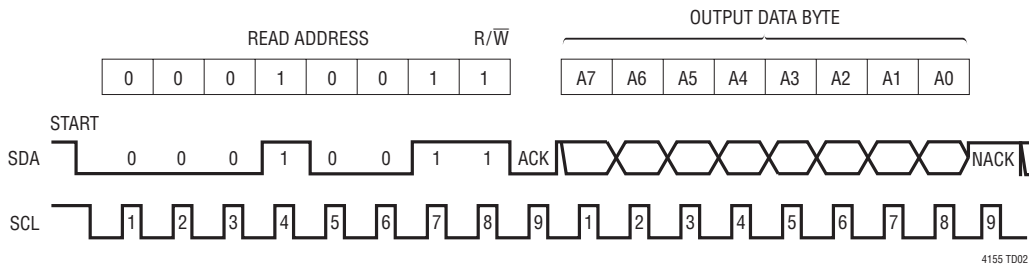 OUTPUT DATA BYTE
READ ADDRESS R/W̅
0 0 0 1 0 0 1 1 A7 A6 A5 A4 A3 A2 A1 A0
START
SDA 0 0 0 1 0 0 1 1 ACK NACK
SCL 1 2 3 4 5 6 7 8 9 1 2 3 4 5 6 7 8 9
4155 TD02